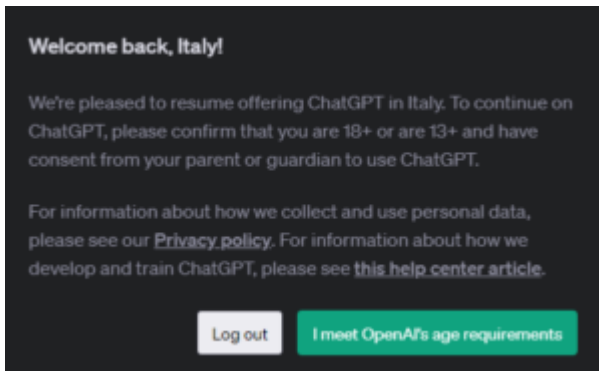 Welcome back, Italy!
We're pleased to resume offering ChatGPT in Italy. To continue on
ChatGPT, please confirm that you are 18+ or are 13+ and have
consent from your parent or guardian to use ChatGPT.
For information about how we collect and use personal data,
please see our Privacy policy. For information about how we
develop and train ChatGPT, please see this help center article.
Log out
I meet OpenAI's age requirements